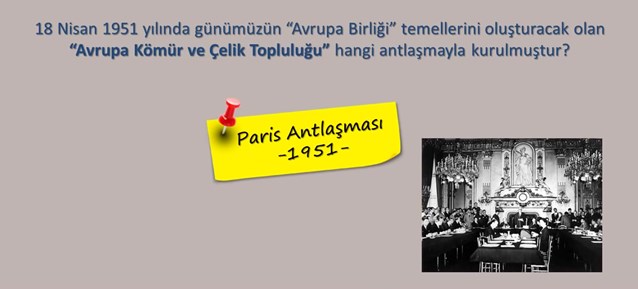 18 Nisan 1951 yılında günümüzün “Avrupa Birliği” temellerini oluşturacak olan
“Avrupa Kömür ve Çelik Topluluğu” hangi antlaşmayla kurulmuştur?
Paris Antlaşması
-1951-